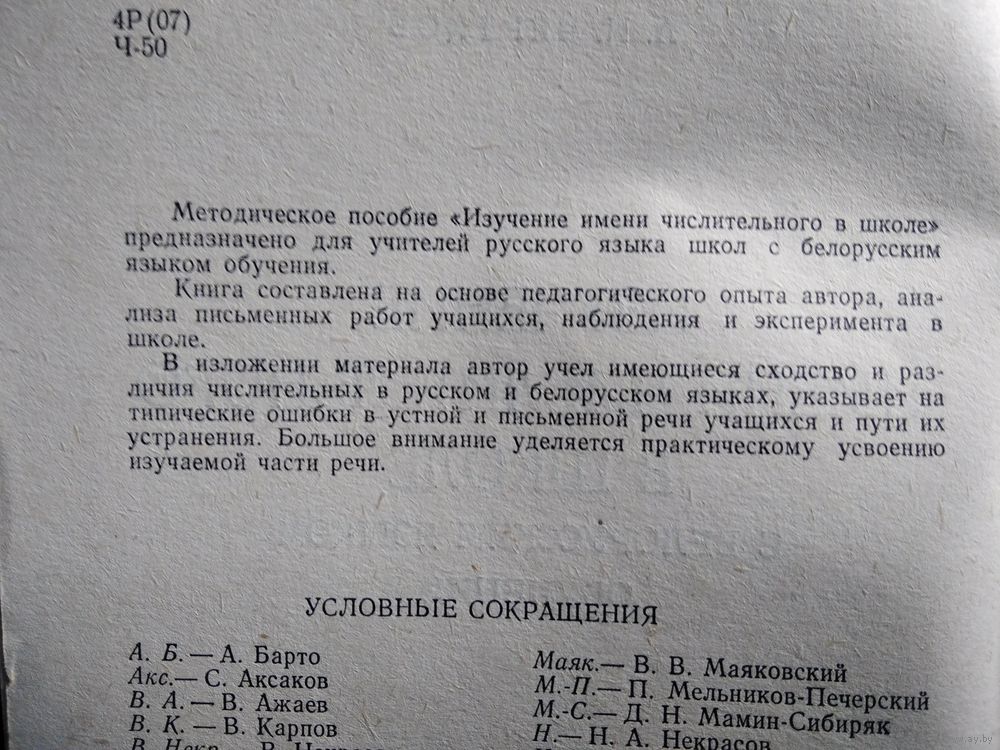 4Р(07)
Ч-50
Методическое пособие «Изучение имени числительного в школе»
предназначено для учителей русского языка школ с белорусским
языком обучения.
Книга составлена на основе педагогического опыта автора, ана-
лиза письменных работ учащихся, наблюдения и эксперимента в
школе.
В изложении материала автор учел имеющиеся сходство и раз-
личия числительных в русском и белорусском языках, указывает на
типические ошибки в устной и письменной речи учащихся и пути их
устранения. Большое внимание уделяется практическому усвоению
изучаемой части речи.
УСЛОВНЫЕ СОКРАЩЕНИЯ
А. Б. — А. Барто
Акс. — С. Аксаков
В. А. — В. Ажаев
В. К. — В. Карпов
В. Некр.
Маяк. — В. В. Маяковский
М.-П. — П. Мельников-Печерский
М.-С. — Д. Н. Мамин-Сибиряк
Н. — Н. А. Некрасов